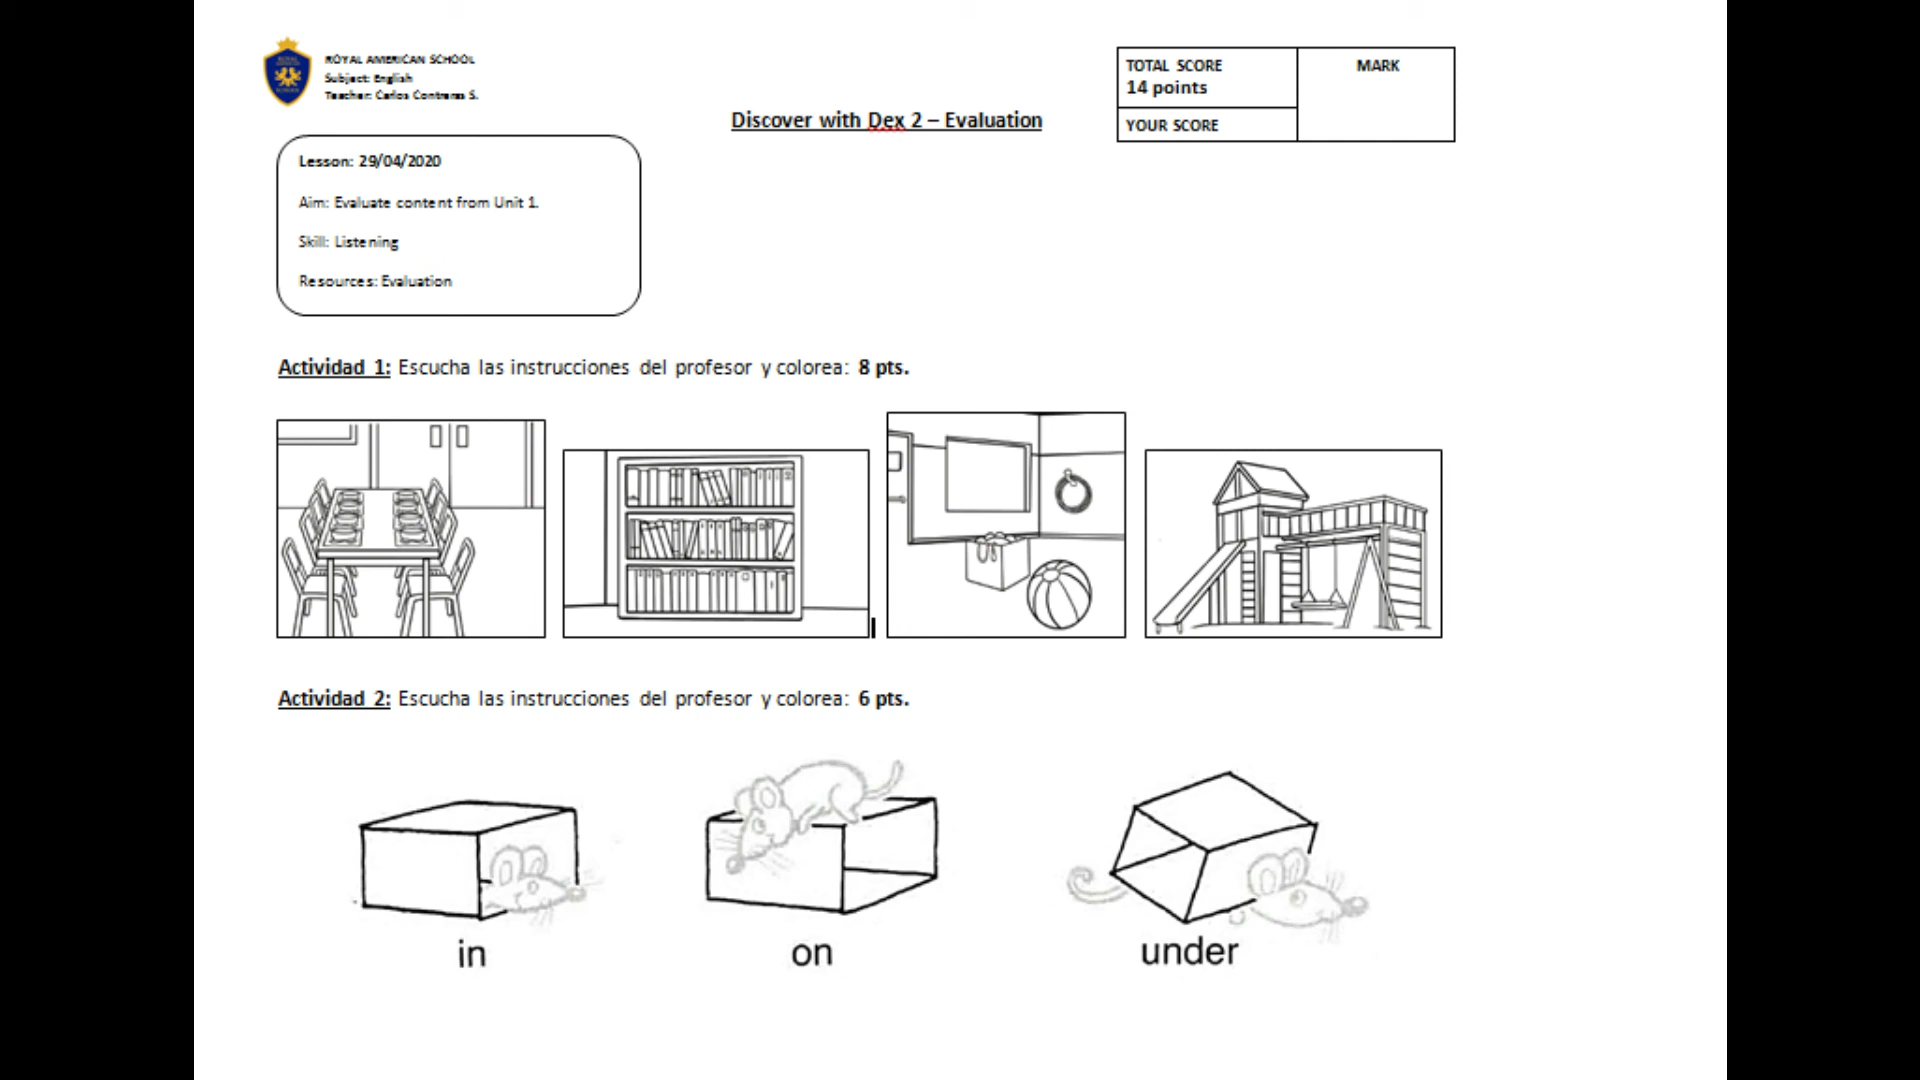 ROYAL AMERICAN SCHOOL
Subject: English
Teacher: Carlos Contreras S.
TOTAL SCORE
14 points
MARK
YOUR SCORE
Discover with Dex 2 – Evaluation
Lesson: 29/04/2020
Aim: Evaluate content from Unit 1.
Skill: Listening
Resources: Evaluation
Actividad 1: Escucha las instrucciones del profesor y colorea: 8 pts.
Actividad 2: Escucha las instrucciones del profesor y colorea: 6 pts.
in
on
under